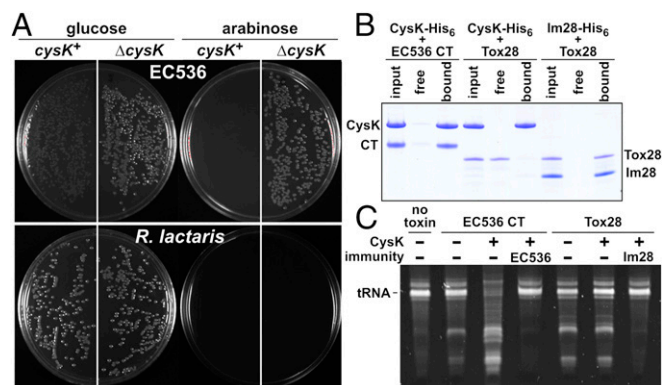 A
glucose arabinose
cysK+ ΔcysK cysK+ ΔcysK
EC536
R. lactaris
B
CysK-His6 CysK-His6 Im28-His6
+ + +
EC536 CT Tox28 Tox28
input free bound input free bound input free bound
CysK
CT
Tox28
Im28
C
no toxin EC536 CT Tox28
CysK - - + + - + +
immunity - - - EC536 - - Im28
tRNA-